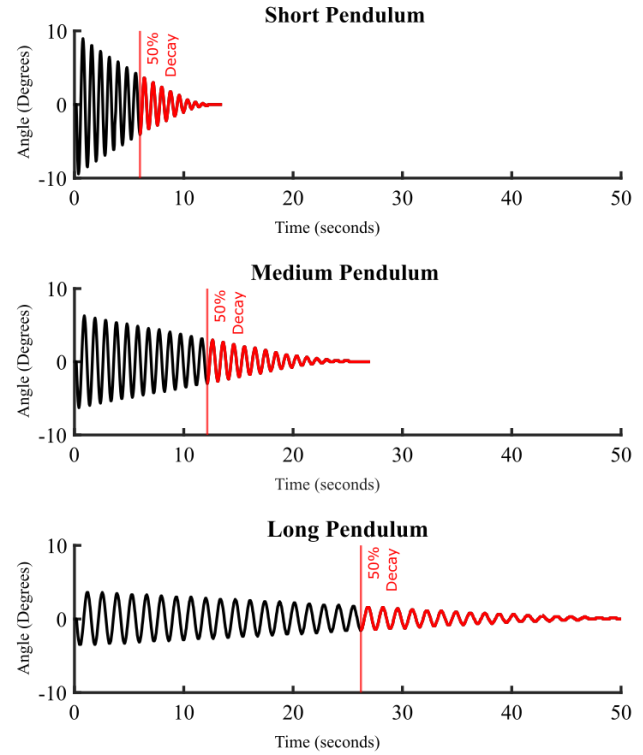 Short Pendulum
10
0
-10
Angle (Degrees)
50%
Decay
0 10 20 30 40 50
Time (seconds)
Medium Pendulum
10
0
-10
Angle (Degrees)
50%
Decay
0 10 20 30 40 50
Time (seconds)
Long Pendulum
10
0
-10
Angle (Degrees)
50%
Decay
0 10 20 30 40 50
Time (seconds)